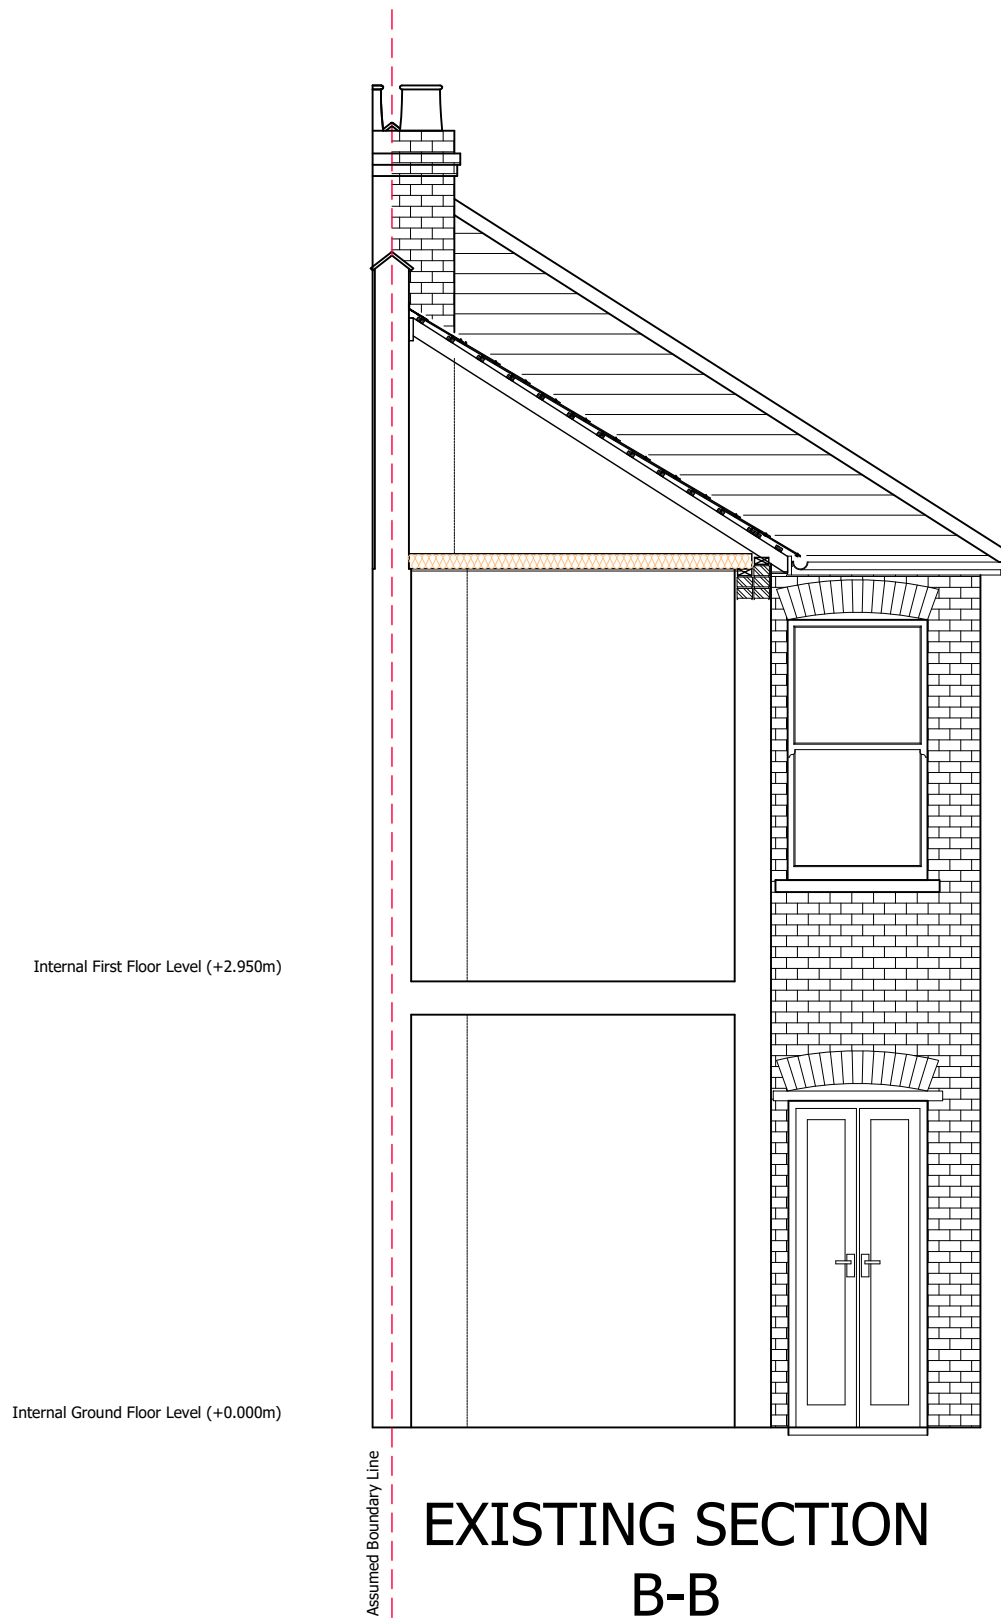 Internal First Floor Level (+2.950m)
Internal Ground Floor Level (+0.000m)
Assumed Boundary Line
EXISTING SECTION
B-B